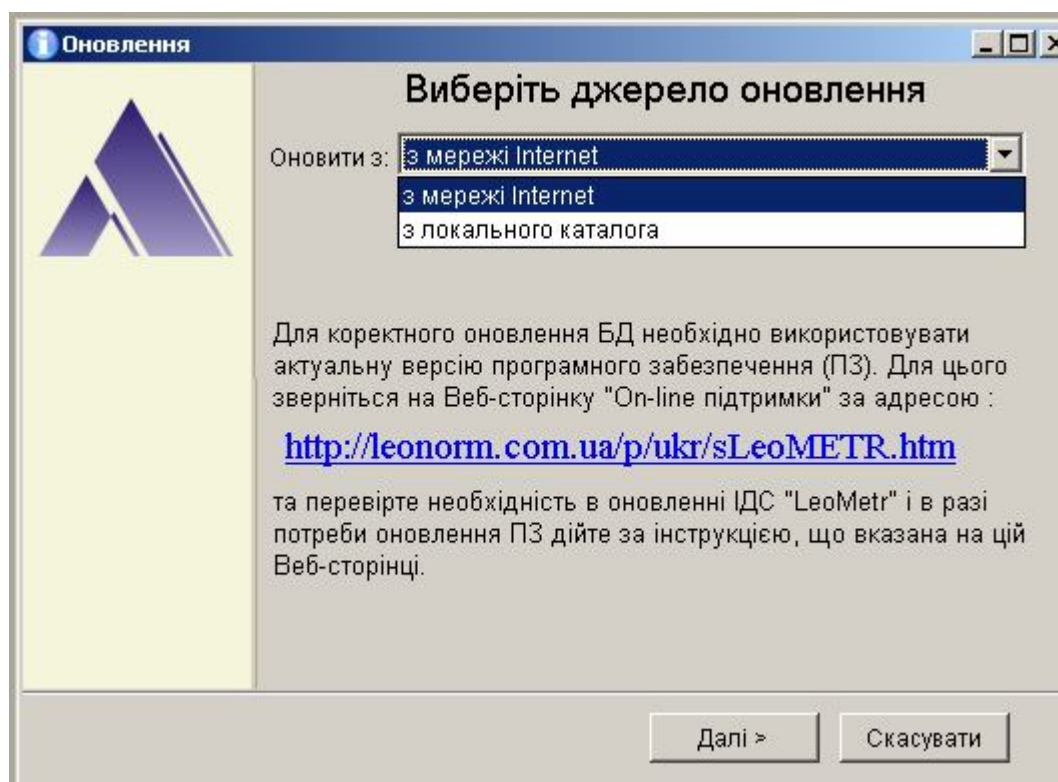 Оновлення
Виберіть джерело оновлення
Оновити з: з мережі Internet
з мережі Internet
з локального каталога
Для коректного оновлення БД необхідно використовувати
актуальну версію програмного забезпечення (ПЗ). Для цього
зверніться на Веб-сторінку "On-line підтримки" за адресою :
http://leonorm.com.ua/p/ukr/sLeoMETR.htm
та перевірте необхідність в оновленні ІДС "LeoMetr" і в разі
потреби оновлення ПЗ дійте за інструкцією, що вказана на цій
Веб-сторінці.
Далі >
Скасувати